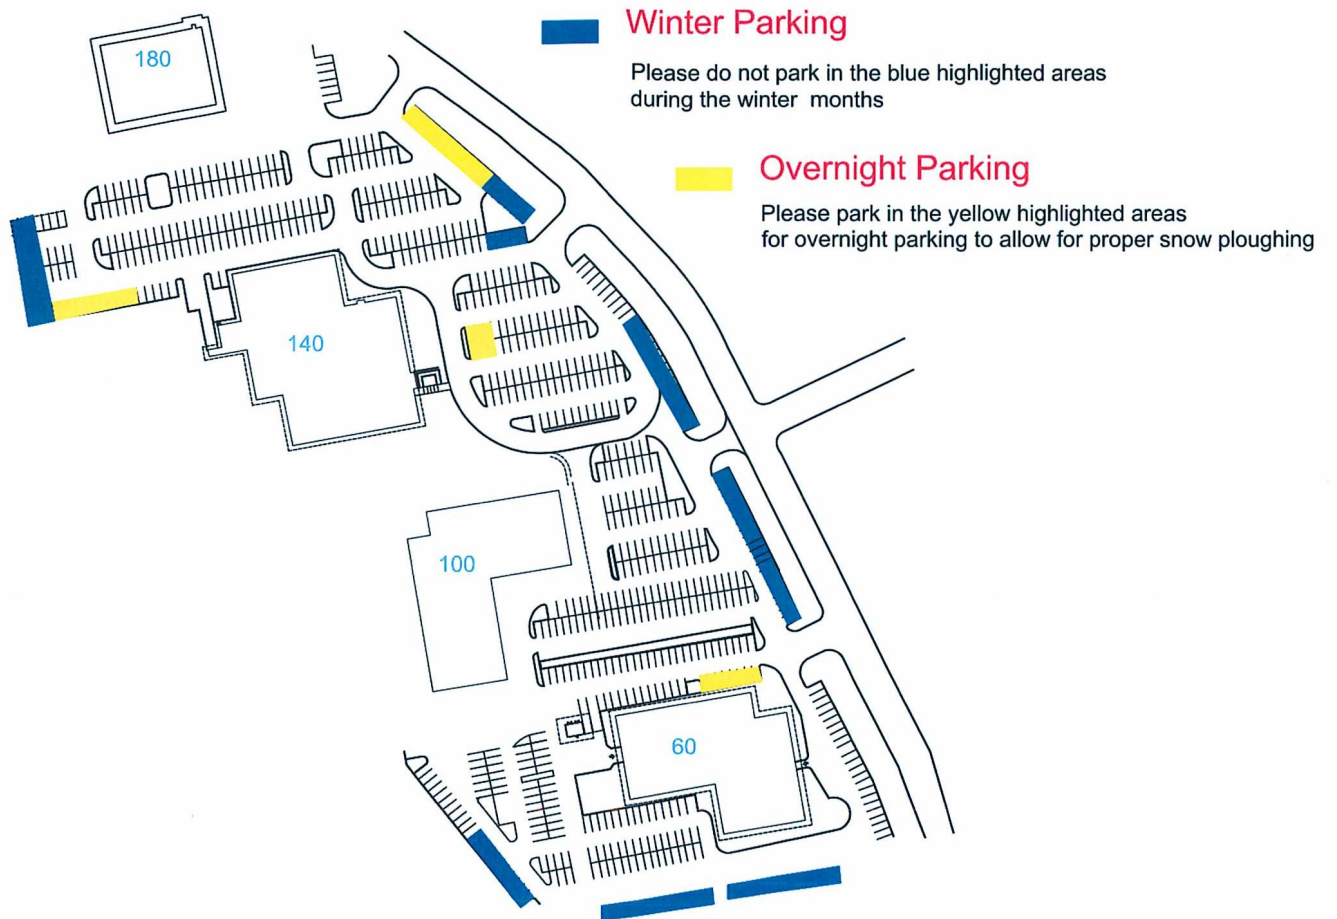 Winter Parking
Please do not park in the blue highlighted areas
during the winter months
Overnight Parking
Please park in the yellow highlighted areas
for overnight parking to allow for proper snow ploughing
180
140
100
60